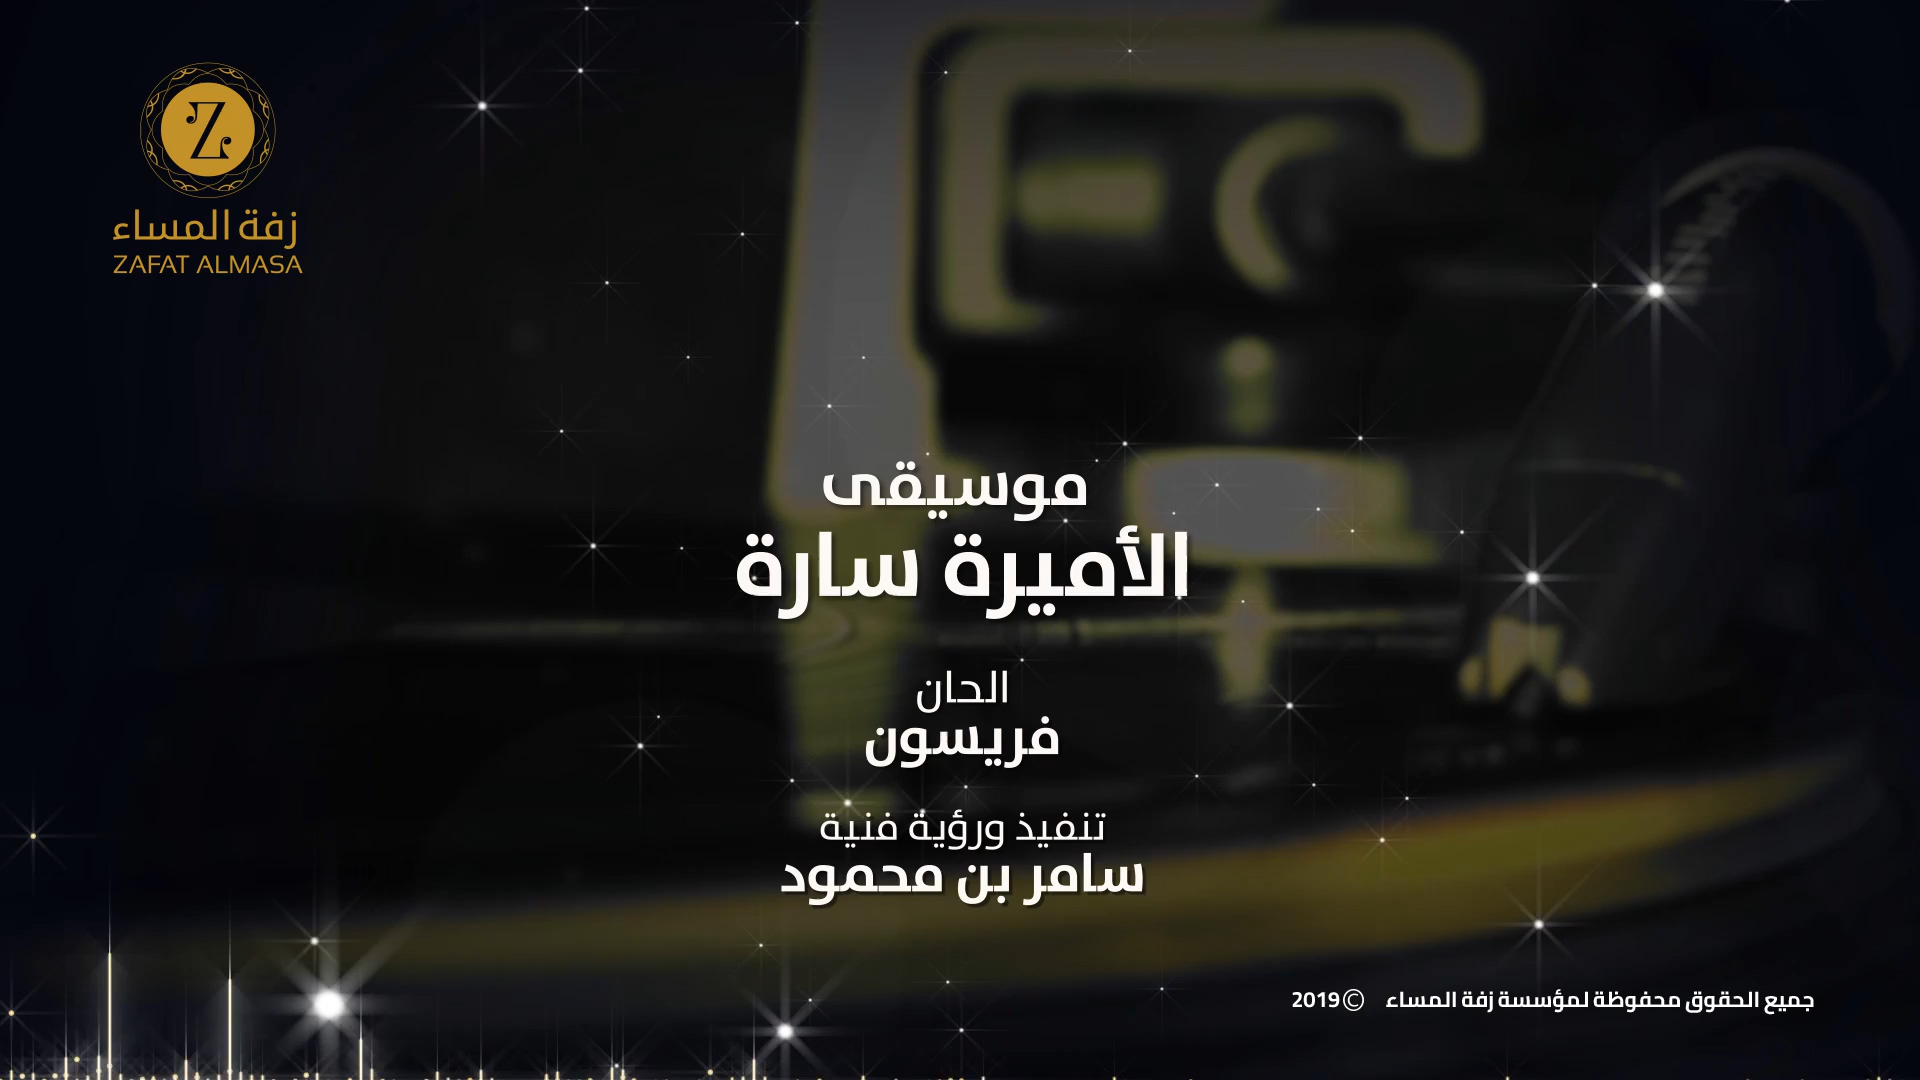 Z
زفة المساء
ZAFAT ALMASA
موسيقى
الأميرة سارة
الحان
فريسون
تنفيذ ورؤية فنية
سامر بن محمود
جميع الحقوق محفوظة لمؤسسة زفة المساء © 2019